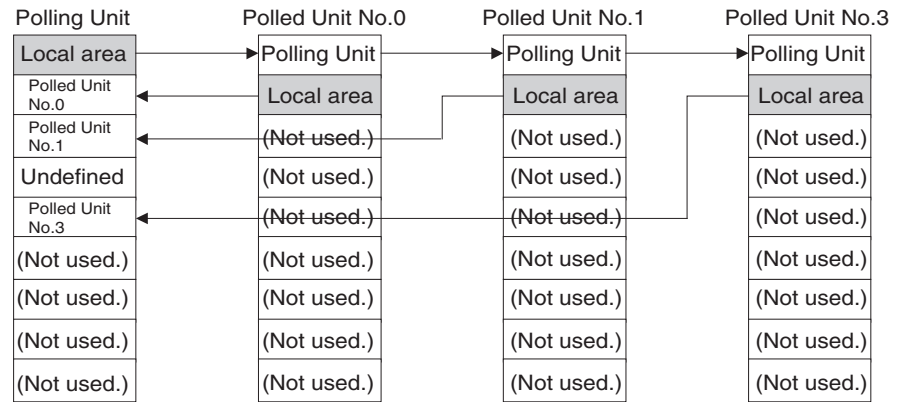 Polling Unit Polled Unit No.0 Polled Unit No.1 Polled Unit No.3
Local area Polling Unit Polling Unit Polling Unit
Polled Unit
No.0
Local area Local area Local area
Polled Unit
No.1
(Not used.) (Not used.) (Not used.)
Undefined (Not used.) (Not used.) (Not used.)
Polled Unit
No.3
(Not used.) (Not used.) (Not used.)
(Not used.) (Not used.) (Not used.) (Not used.)
(Not used.) (Not used.) (Not used.) (Not used.)
(Not used.) (Not used.) (Not used.) (Not used.)
(Not used.) (Not used.) (Not used.) (Not used.)